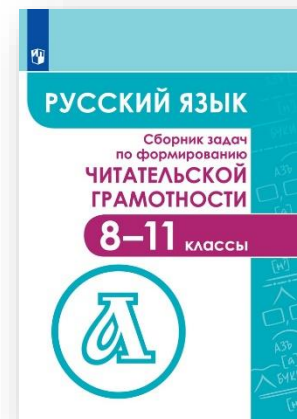 РУССКИЙ ЯЗЫК
Сборник задач
по формированию
ЧИТАТЕЛЬСКОЙ
ГРАМОТНОСТИ
8–11 классы
Л